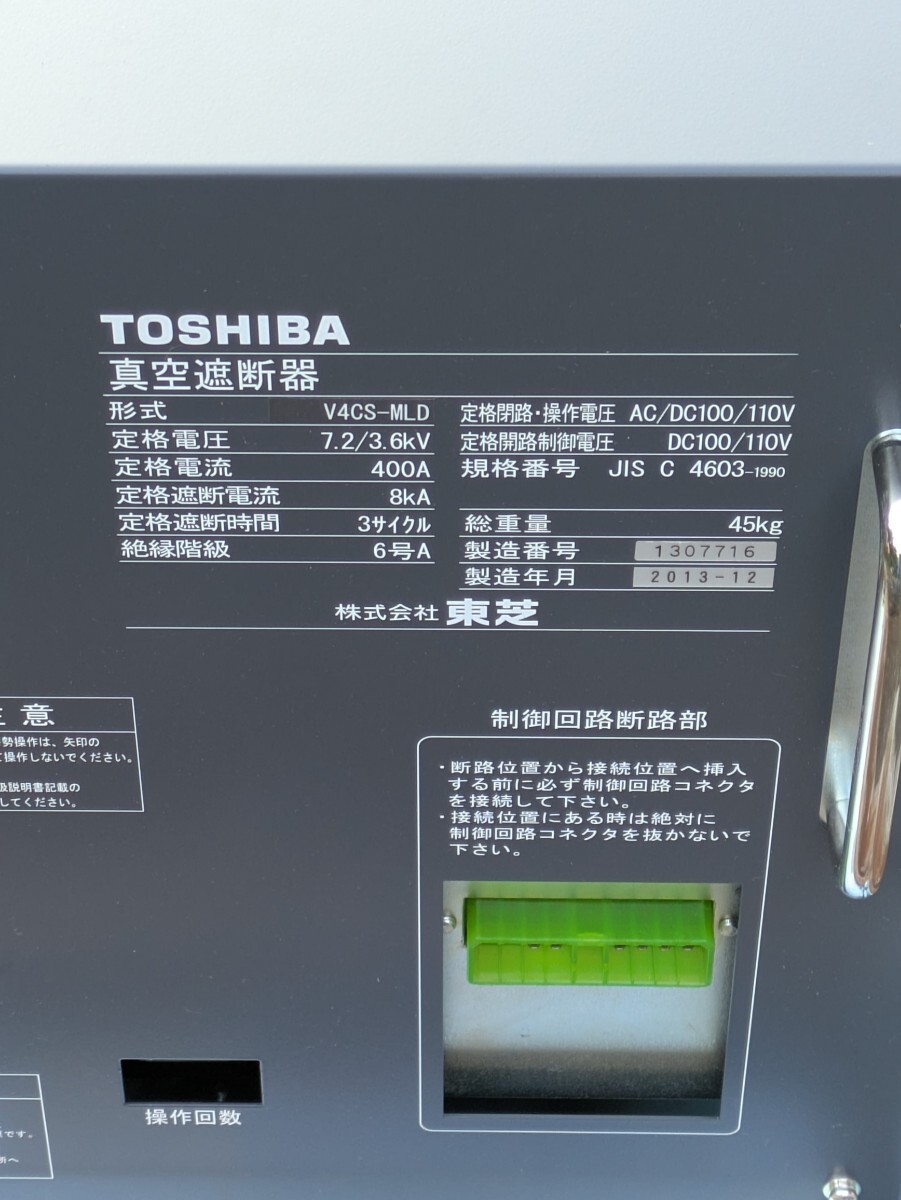 TOSHIBA
真空遮断器
形式 V4CS-MLD
定格電圧 7.2/3.6kV
定格電流 400A
定格遮断電流 8kA
定格遮断時間 3サイクル
絶縁階級 6号A
定格閉路・操作電圧 AC/DC100/110V
定格開路制御電圧 DC100/110V
規格番号 JIS C 4603-1990
総重量 45kg
製造番号 1307716
製造年月 2013-12
株式会社 東芝
意
勢操作は、矢印の
操作しないでください。
扱説明書記載の
してください。
制御回路断路部
・断路位置から接続位置へ挿入
する前に必ず制御回路コネクタ
を接続して下さい。
・接続位置にある時は絶対に
制御回路コネクタを抜かないで
下さい。
操作回数
です。
へ